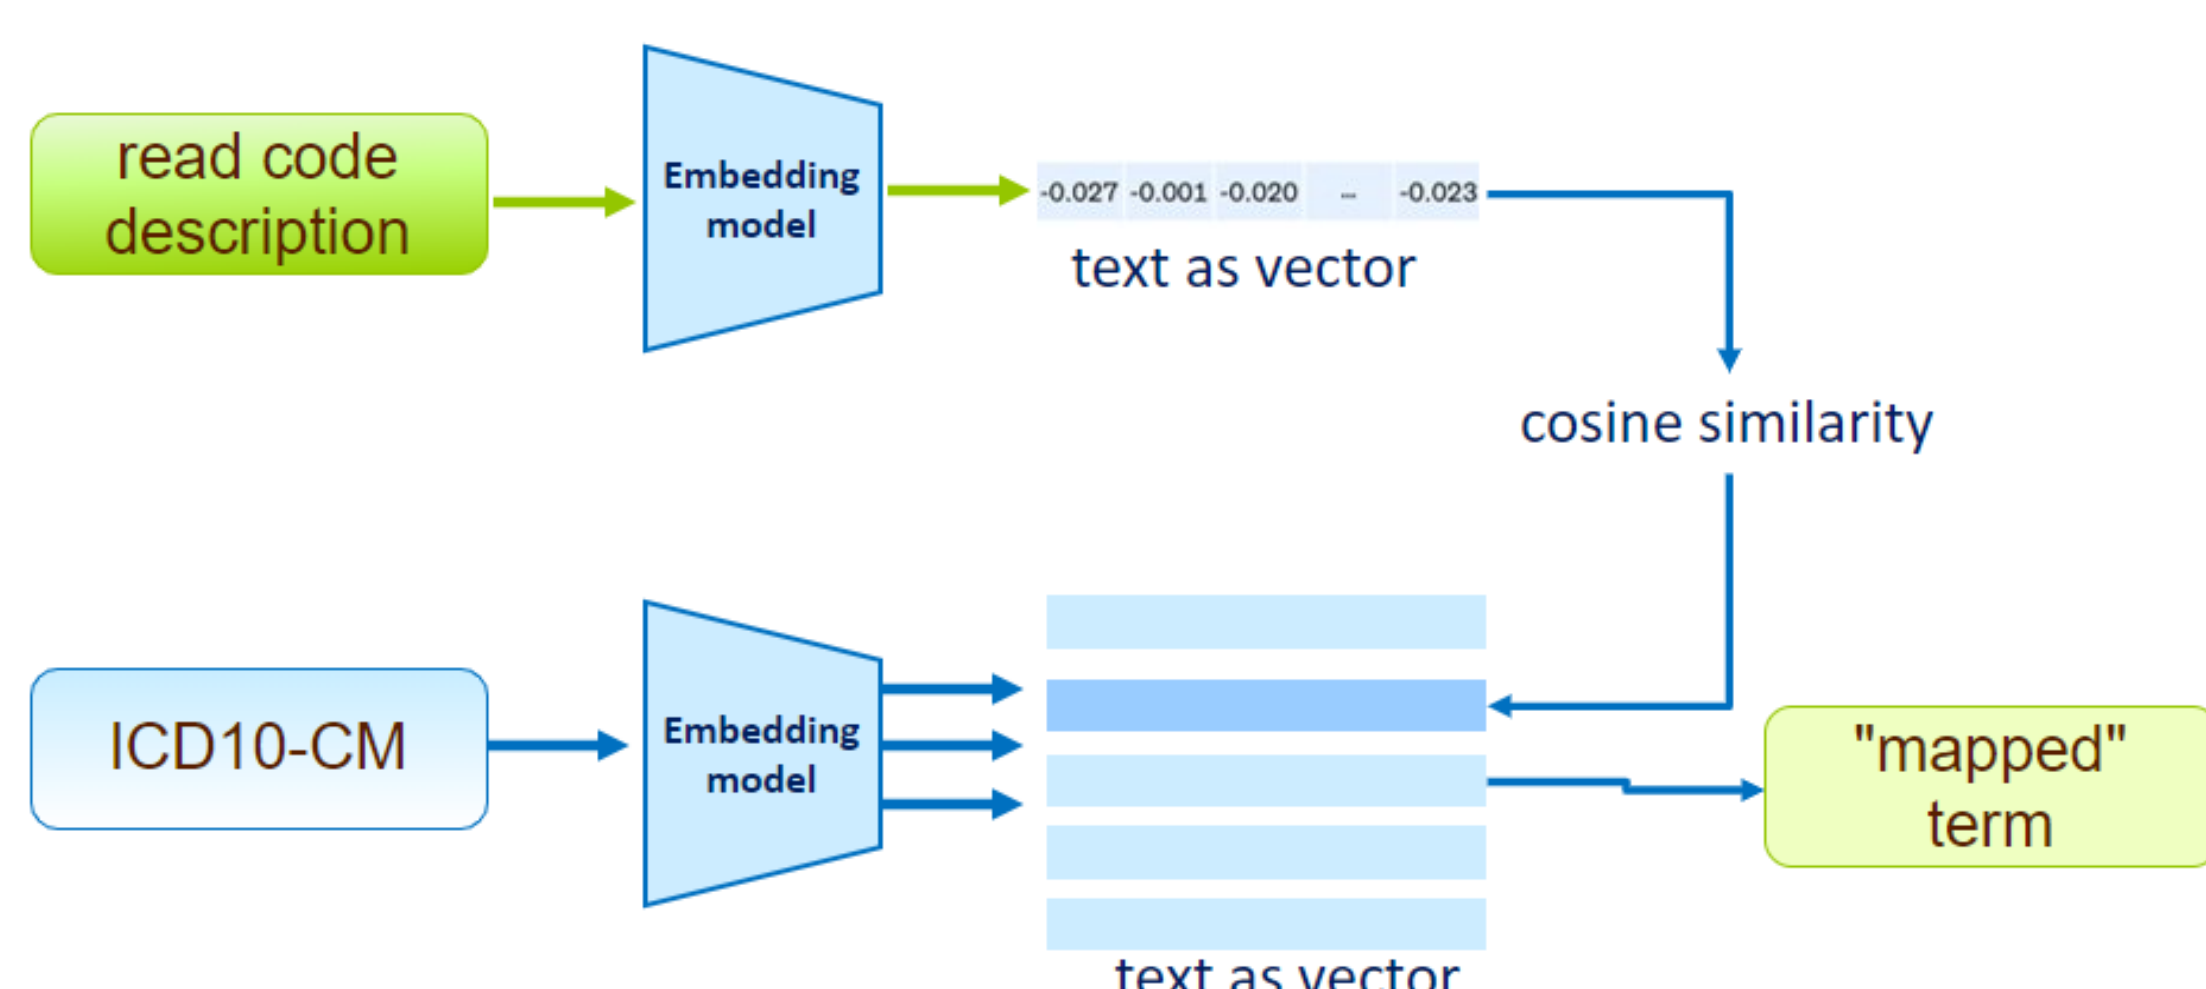 read code
description
Embedding
model
-0.027 -0.001 -0.020 ... -0.023
text as vector
cosine similarity
ICD10-CM
Embedding
model
"mapped"
term
text as vector